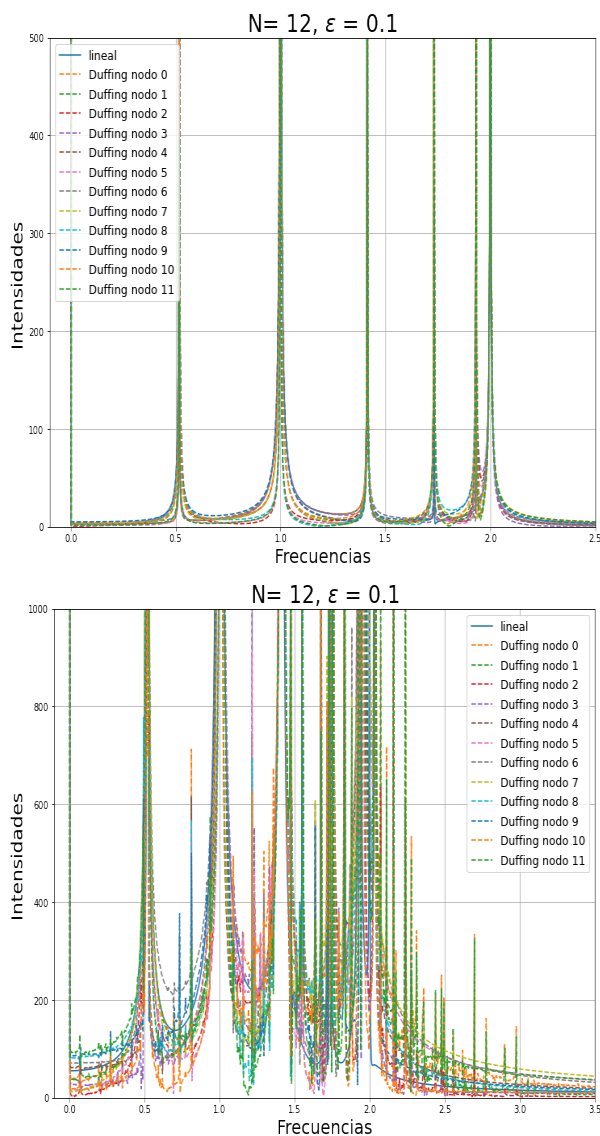 N= 12, ε = 0.1
500
400
300
200
100
0
Intensidades
lineal
Duffing nodo 0
Duffing nodo 1
Duffing nodo 2
Duffing nodo 3
Duffing nodo 4
Duffing nodo 5
Duffing nodo 6
Duffing nodo 7
Duffing nodo 8
Duffing nodo 9
Duffing nodo 10
Duffing nodo 11
0.0 0.5 1.0 1.5 2.0 2.5
Frecuencias
N= 12, ε = 0.1
1000
800
600
400
200
0
Intensidades
lineal
Duffing nodo 0
Duffing nodo 1
Duffing nodo 2
Duffing nodo 3
Duffing nodo 4
Duffing nodo 5
Duffing nodo 6
Duffing nodo 7
Duffing nodo 8
Duffing nodo 9
Duffing nodo 10
Duffing nodo 11
0.0 0.5 1.0 1.5 2.0 2.5 3.0 3.5
Frecuencias